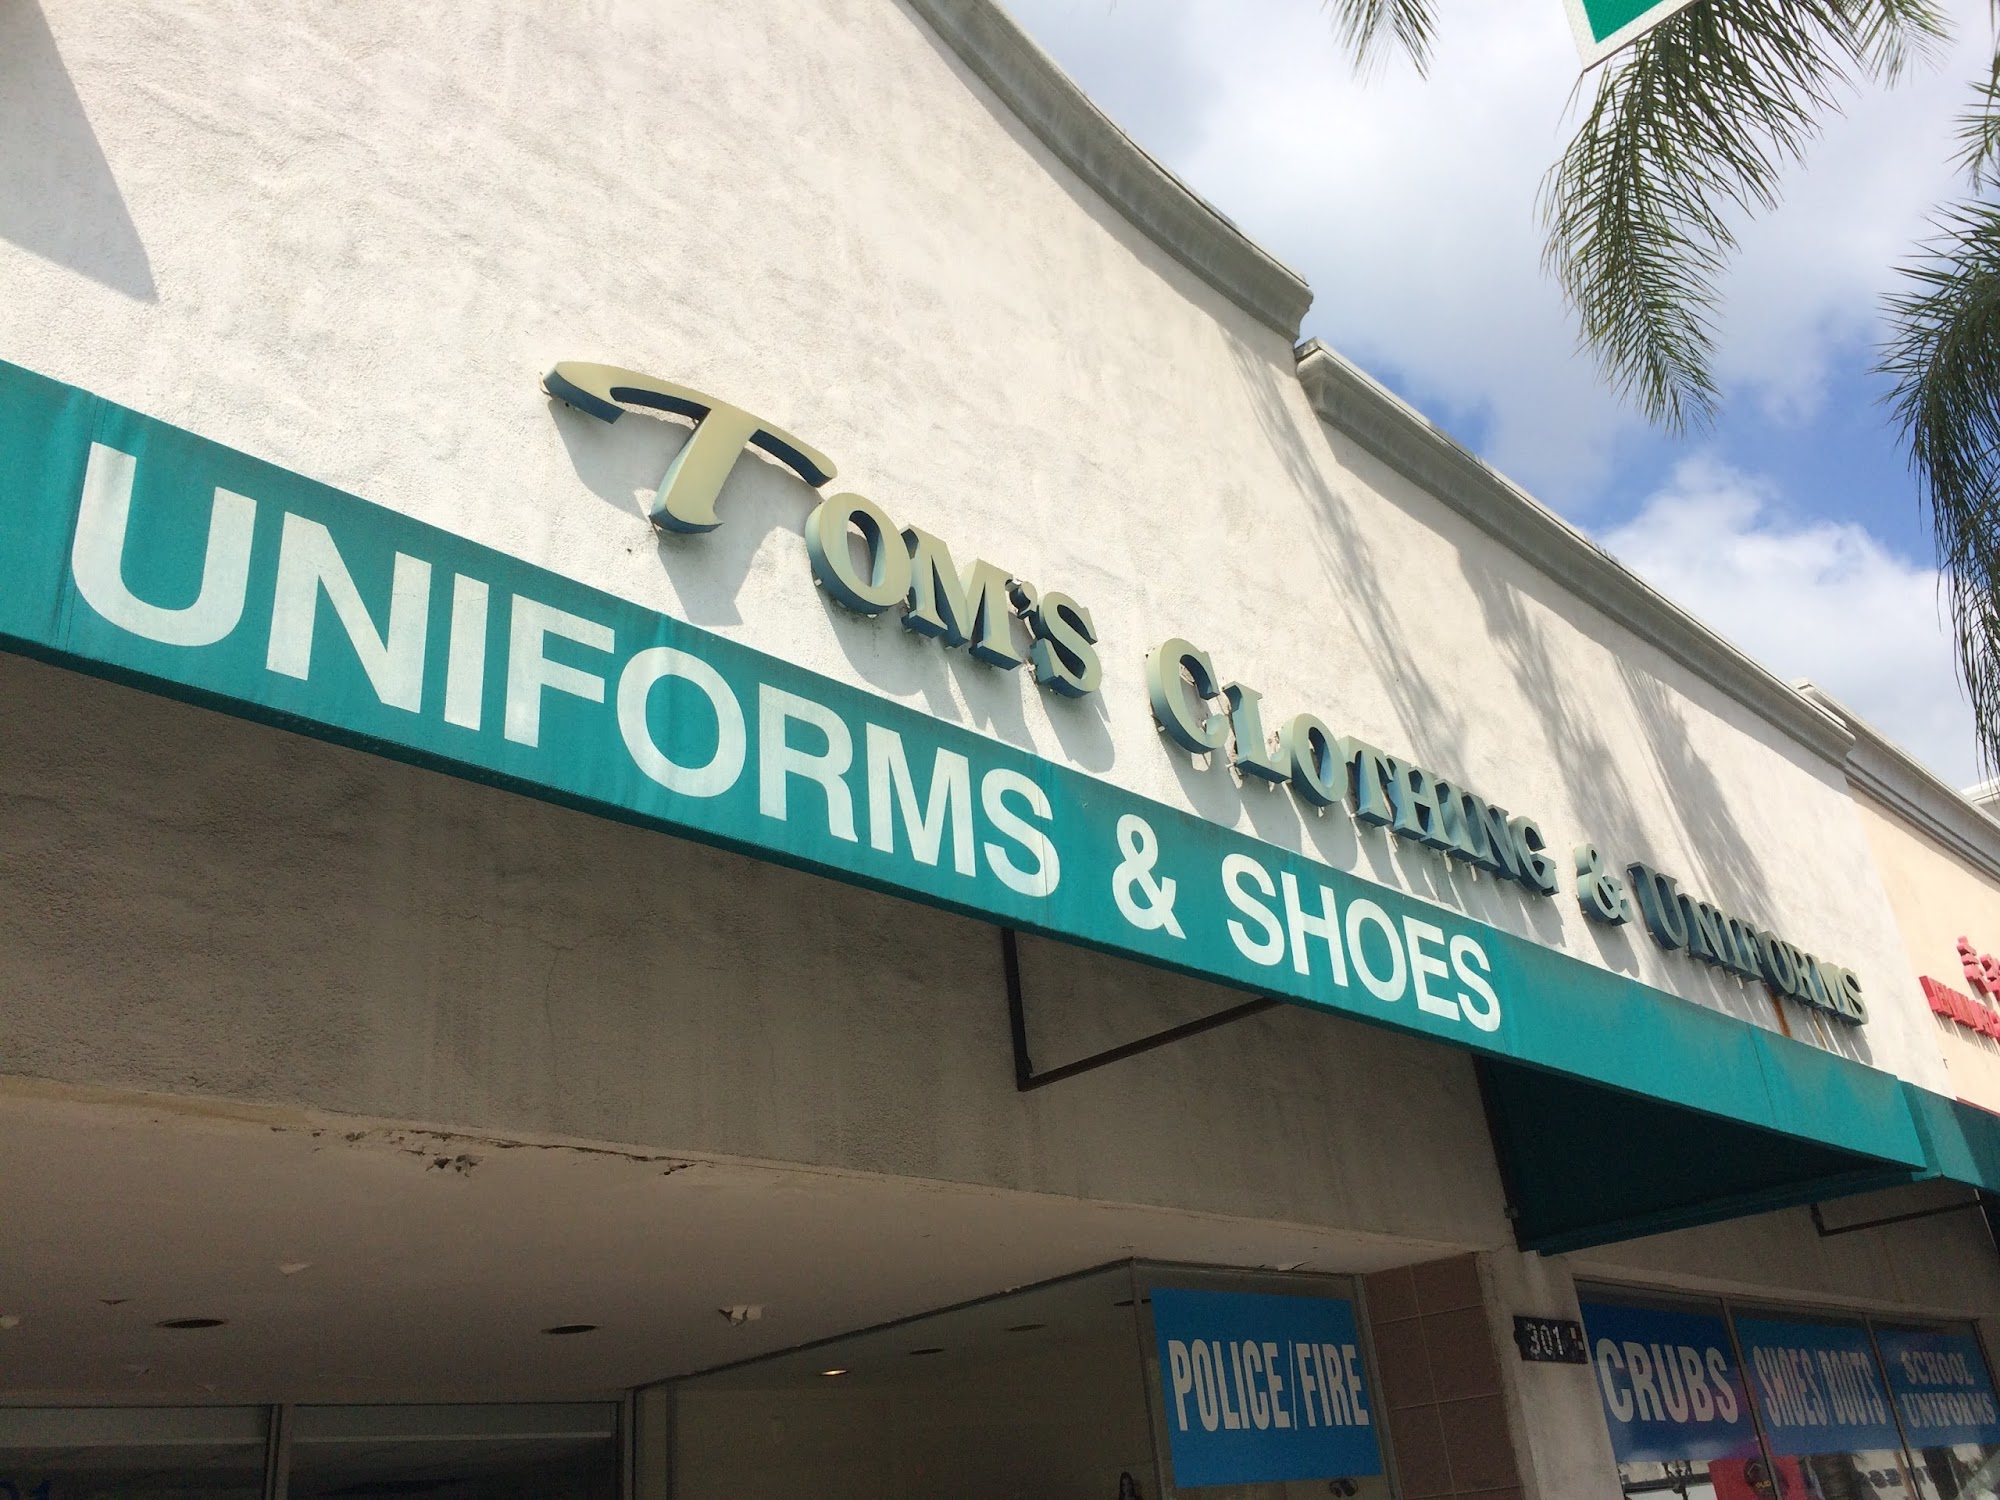 TOM'S CLOTHING & UNIFORMS
UNIFORMS & SHOES
POLICE/FIRE
301
CRUBS
SHOES/BOOTS
SCHOOL
UNIFORMS